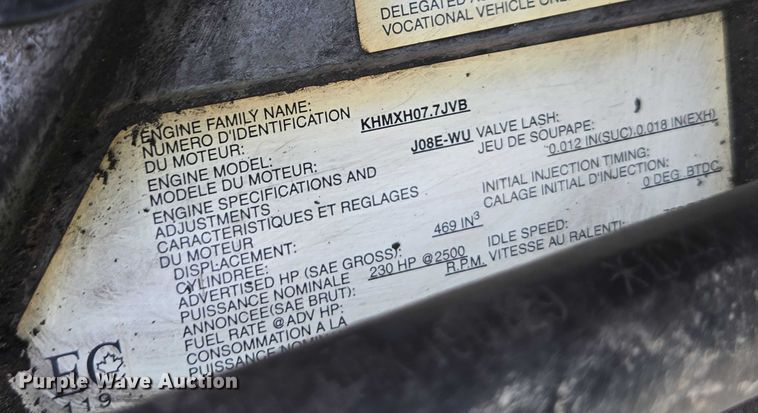 DELEGATED
VOCATIONAL VEHICLE
ENGINE FAMILY NAME:
NUMERO D'IDENTIFICATION KHMXH07.7JVB
DU MOTEUR:
ENGINE MODEL: J08E-WU
MODELE DU MOTEUR:
ENGINE SPECIFICATIONS AND
ADJUSTMENTS
CARACTERISTIQUES ET REGLAGES
DU MOTEUR
DISPLACEMENT: 469 IN³
CYLINDREE:
ADVERTISED HP (SAE GROSS): 230 HP @2500
PUISSANCE NOMINALE R.P.M.
ANNONCEE(SAE BRUT):
FUEL RATE @ADV HP:
CONSOMMATION A LA
PUISSANCE
VALVE LASH:
JEU DE SOUPAPE: 0.012 IN(SUC),0.018 IN(EXH)
INITIAL INJECTION TIMING:
CALAGE INITIAL D'INJECTION: 0 DEG .BTDC
IDLE SPEED:
VITESSE AU RALENTI:
EC
119
Purple Wave Auction